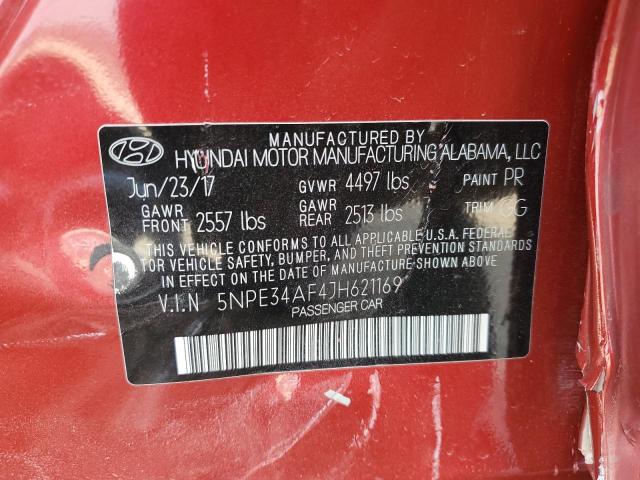 MANUFACTURED BY
HYUNDAI MOTOR MANUFACTURING ALABAMA, LLC
Jun/23/17 GVWR 4497 lbs PAINT PR
GAWR FRONT 2557 lbs GAWR REAR 2513 lbs TRIM GG
THIS VEHICLE CONFORMS TO ALL APPLICABLE U.S.A. FEDERAL
MOTOR VEHICLE SAFETY, BUMPER, AND THEFT PREVENTION STANDARDS
IN EFFECT ON THE DATE OF MANUFACTURE SHOWN ABOVE.
V.I.N 5NPE34AF4JH621169
PASSENGER CAR